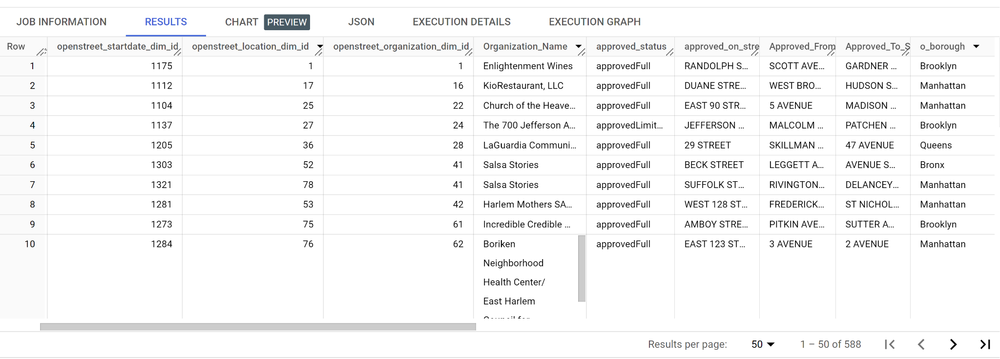 JOB INFORMATION RESULTS CHART PREVIEW JSON EXECUTION DETAILS EXECUTION GRAPH
Row openstreet_startdate_dim_id openstreet_location_dim_id openstreet_organization_dim_id Organization_Name approved_status approved_on_stre Approved_From Approved_To_S o_borough
1 1175 1 1 Enlightenment Wines approvedFull RANDOLPH S... SCOTT AVE... GARDNER ... Brooklyn
2 1112 17 16 KioRestaurant, LLC approvedFull DUANE STRE... WEST BRO... HUDSON S... Manhattan
3 1104 25 22 Church of the Heave... approvedFull EAST 90 STR... 5 AVENUE MADISON ... Manhattan
4 1137 27 24 The 700 Jefferson A... approvedLimit... JEFFERSON ... MALCOLM ... PATCHEN ... Brooklyn
5 1205 36 28 LaGuardia Communi... approvedFull 29 STREET SKILLMAN ... 47 AVENUE Queens
6 1303 52 41 Salsa Stories approvedFull BECK STREET LEGGETT A... AVENUE S... Bronx
7 1321 78 41 Salsa Stories approvedFull SUFFOLK ST... RIVINGTON... DELANCEY... Manhattan
8 1281 53 42 Harlem Mothers SA... approvedFull WEST 128 ST... FREDERICK... ST NICHOL... Manhattan
9 1273 75 61 Incredible Credible ... approvedFull AMBOY STRE... PITKIN AVE... SUTTER A... Brooklyn
10 1284 76 62 Boriken approvedFull EAST 123 ST... 3 AVENUE 2 AVENUE Manhattan
Neighborhood
Health Center/
East Harlem
Results per page: 50 1 – 50 of 588